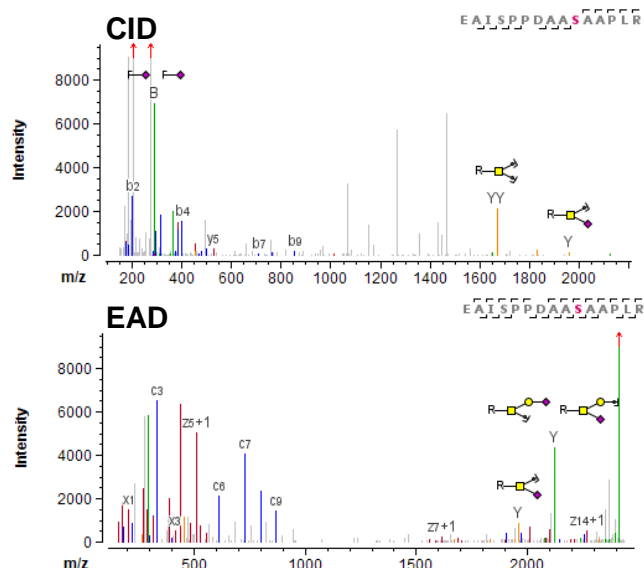 CID
E A I S P P D A A S A A P L R
8000
6000
4000
2000
0
Intensity
B
b2
b4
y5
b7
b9
R
YY
R
Y
m/z
200 400 600 800 1000 1200 1400 1600 1800 2000 2200
EAD
E A I S P P D A A S A A P L R
8000
6000
4000
2000
0
Intensity
C3
z5+1
C7
C6
C9
X1
X3
R
R
Y
R
Y
z7+1
z14+1
m/z
500 1000 1500 2000